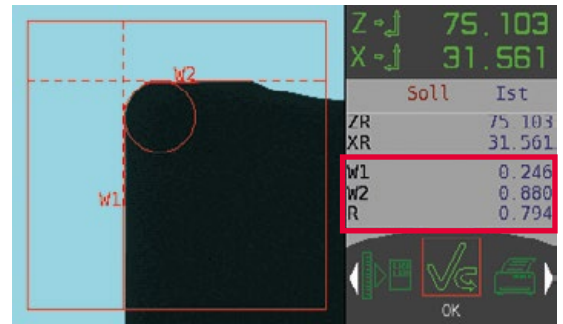 Z 75.103
X 31.561
W2
W1
Soll Ist
ZR 75 103
XR 31.561
W1 0.246
W2 0.880
R 0.794
OK